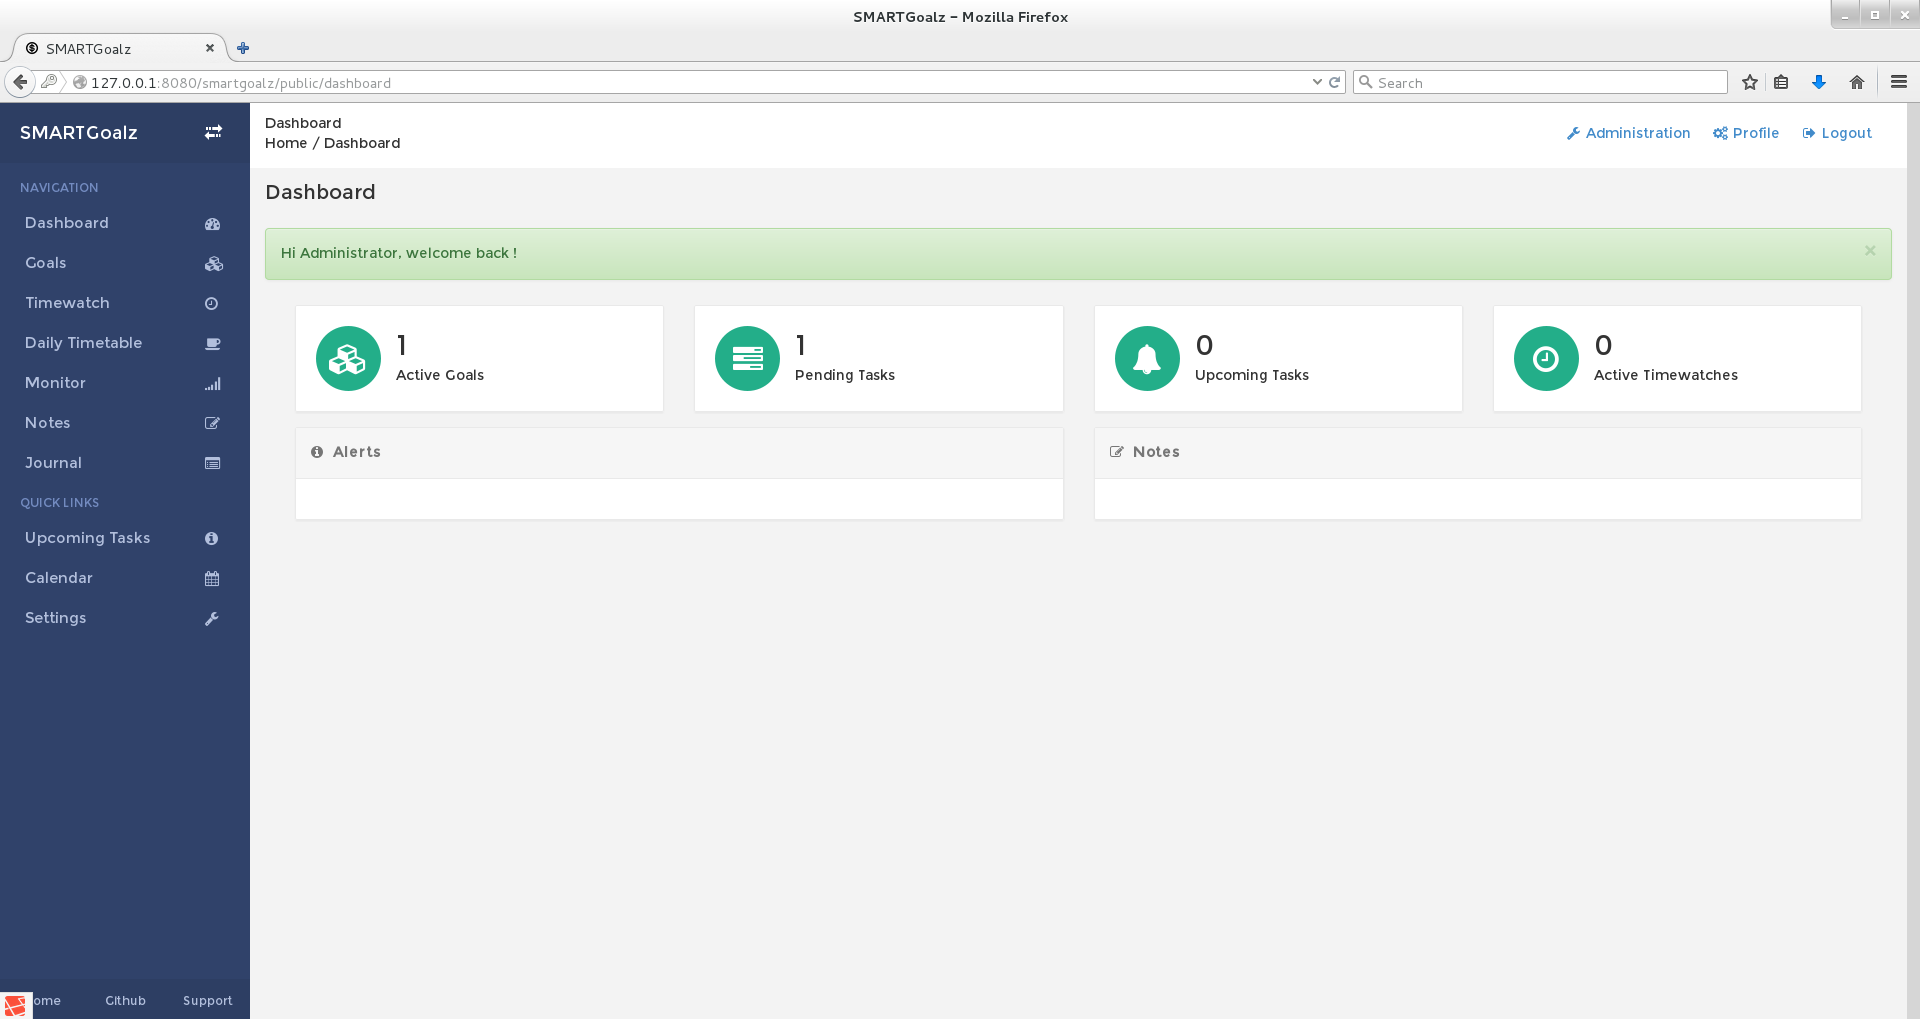 SMARTGoalz - Mozilla Firefox
SMARTGoalz
127.0.0.1:8080/smartgoalz/public/dashboard
Search
SMARTGoalz
NAVIGATION
Dashboard
Goals
Timewatch
Daily Timetable
Monitor
Notes
Journal
QUICK LINKS
Upcoming Tasks
Calendar
Settings
ome
Github
Support
Dashboard
Home / Dashboard
Administration
Profile
Logout
Dashboard
Hi Administrator, welcome back !
1
Active Goals
1
Pending Tasks
0
Upcoming Tasks
0
Active Timewatches
Alerts
Notes